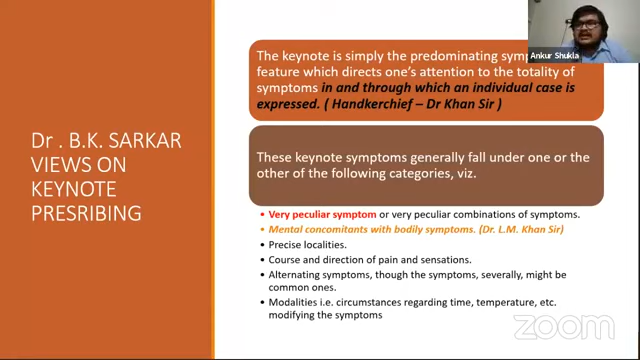 Dr . B.K. SARKAR
VIEWS ON
KEYNOTE
PRESRIBING
The keynote is simply the predominating
feature which directs one's attention to the totality of
symptoms in and through which an individual case is
expressed. ( Handkerchief – Dr Khan Sir )
Ankur Shukla
These keynote symptoms generally fall under one or the
other of the following categories, viz.
• Very peculiar symptom or very peculiar combinations of symptoms.
• Mental concomitants with bodily symptoms. (Dr. L.M. Khan Sir)
• Precise localities.
• Course and direction of pain and sensations.
• Alternating symptoms, though the symptoms, severally, might be
common ones.
• Modalities i.e. circumstances regarding time, temperature, etc.
modifying the symptoms
zoom